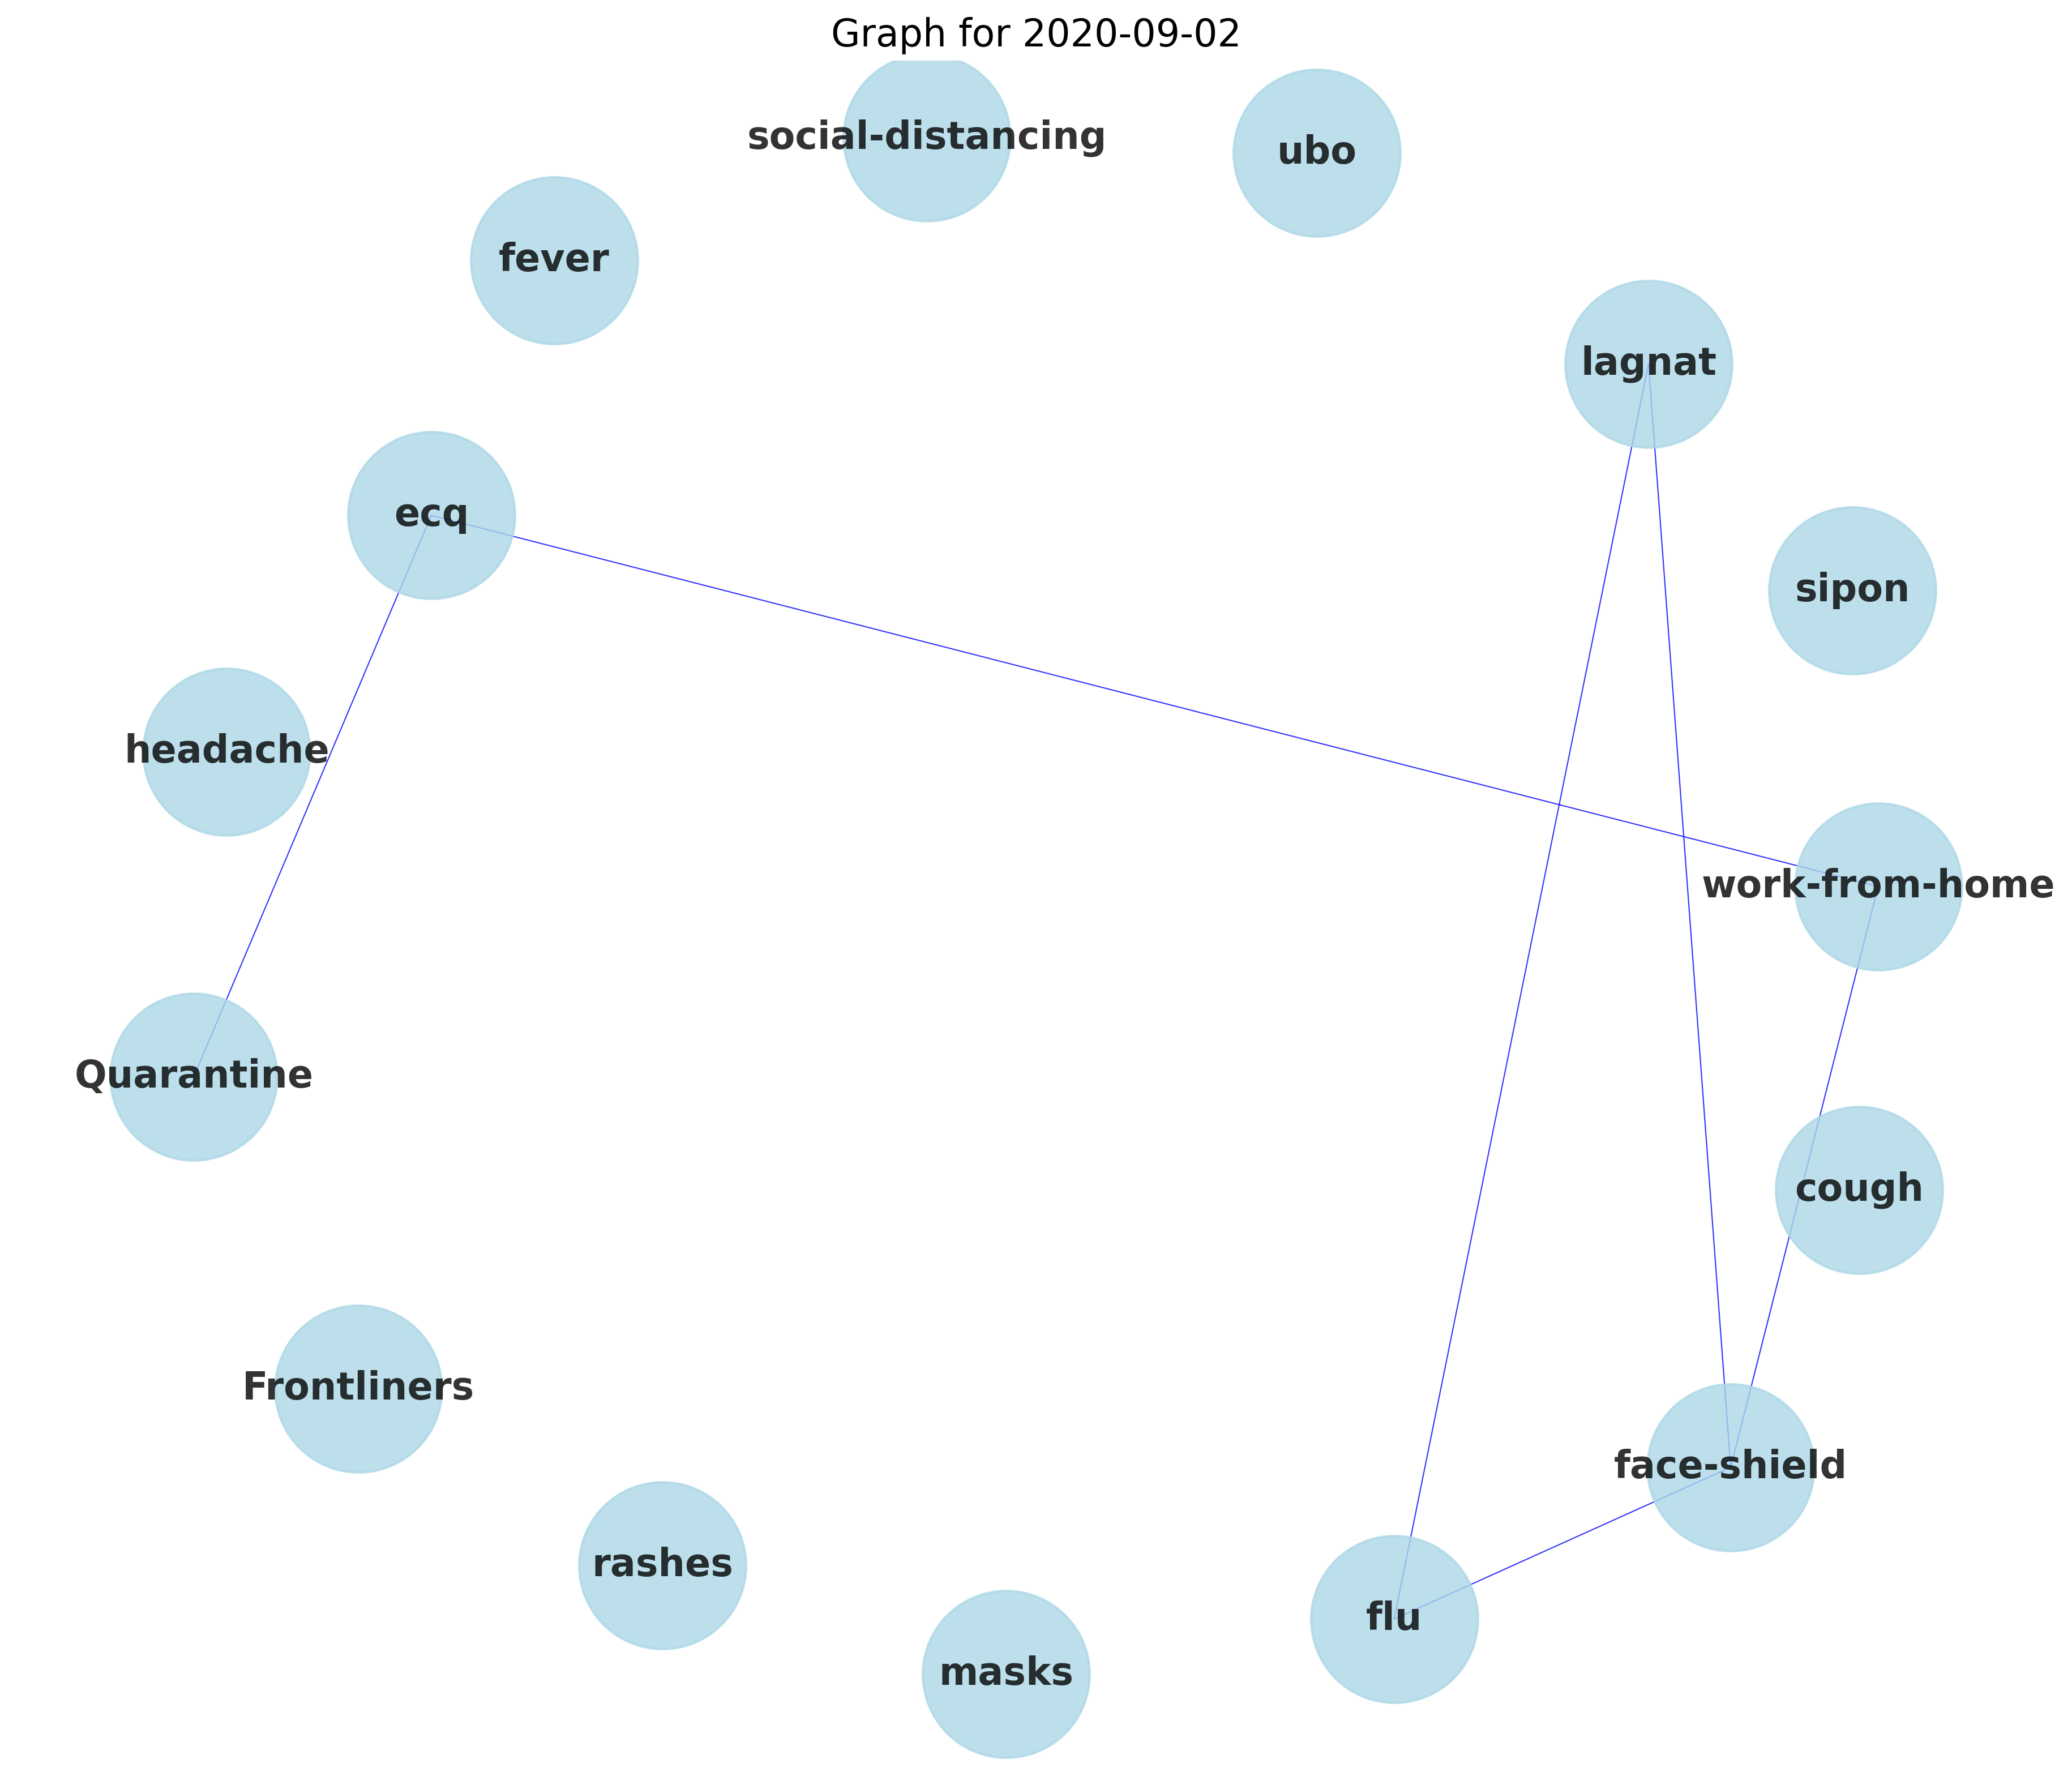 Graph for 2020-09-02
social-distancing
ubo
fever
lagnat
ecq
sipon
headache
work-from-home
Quarantine
cough
Frontliners
face-shield
rashes
flu
masks